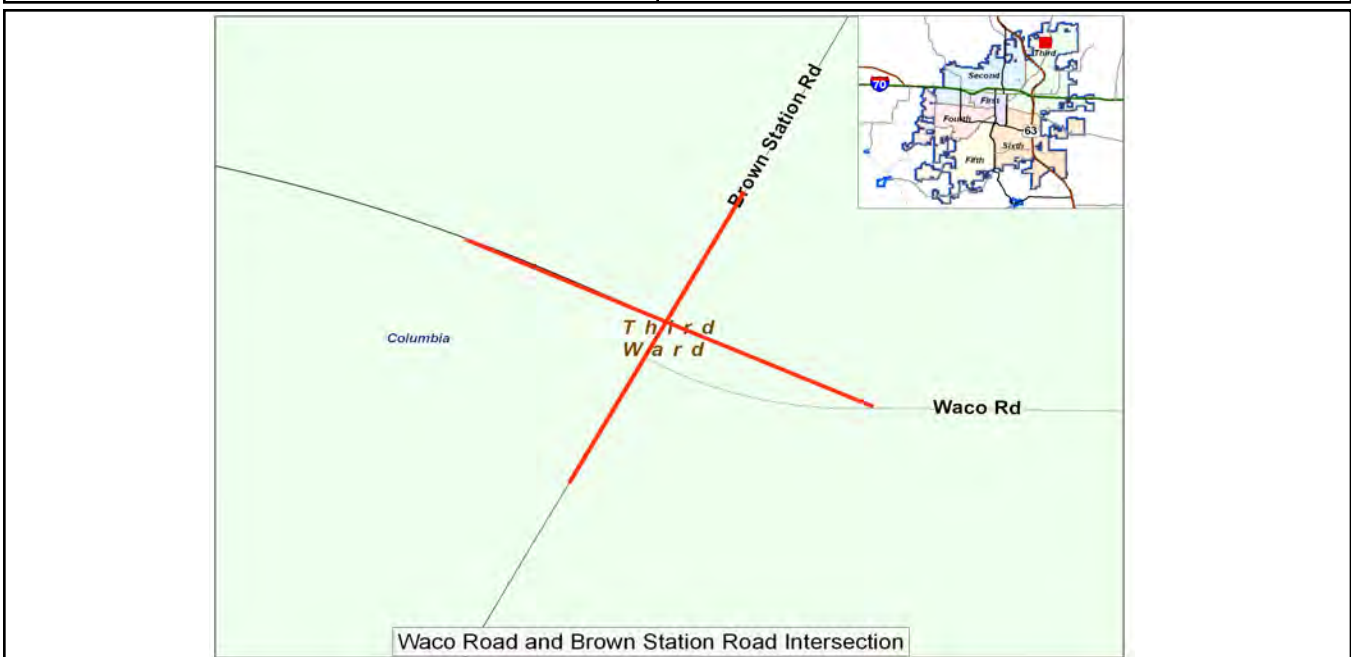 Brown Station Rd
Third
Second
70
First
Fourth
63
Sixth
Fifth
Third
Ward
Columbia
Waco Rd
Waco Road and Brown Station Road Intersection